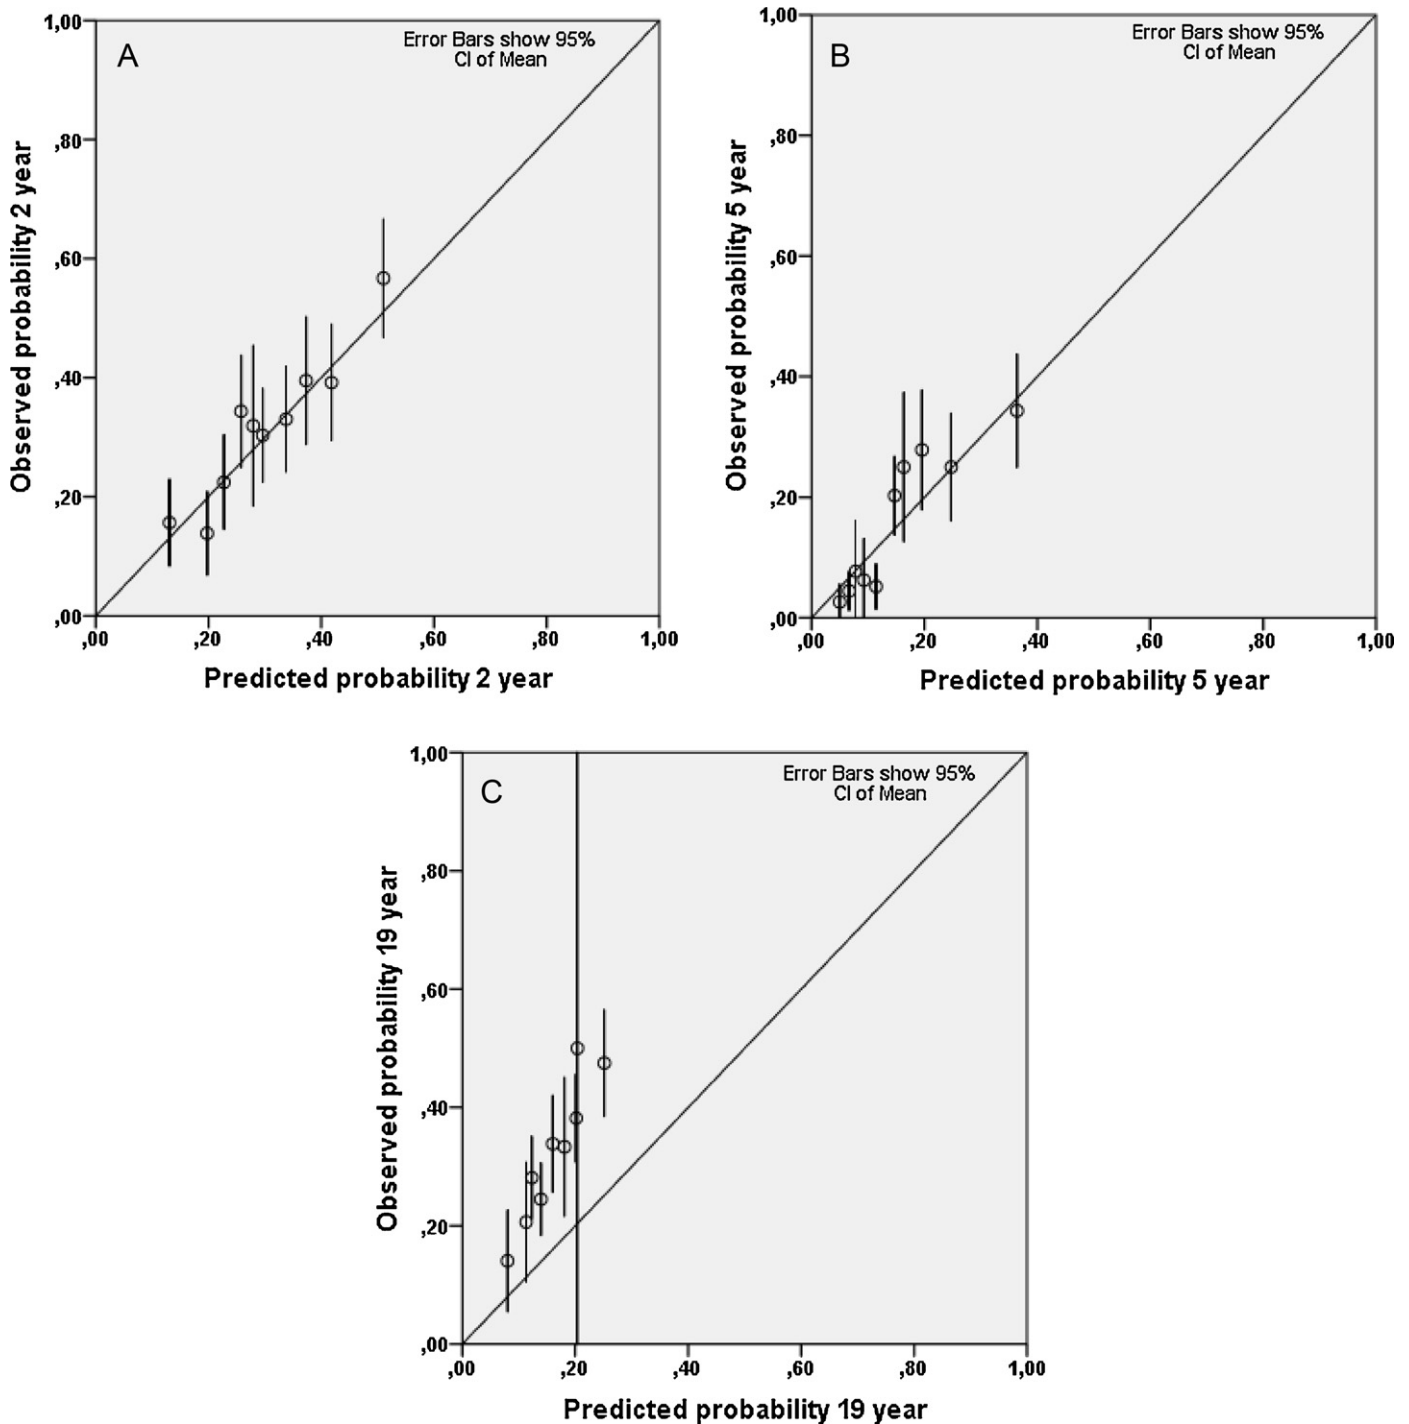 A
Error Bars show 95%
CI of Mean
1,00
,80
,60
,40
,20
,00
Observed probability 2 year
,00 ,20 ,40 ,60 ,80 1,00
Predicted probability 2 year
B
Error Bars show 95%
CI of Mean
1,00
,80
,60
,40
,20
,00
Observed probability 5 year
,00 ,20 ,40 ,60 ,80 1,00
Predicted probability 5 year
C
Error Bars show 95%
CI of Mean
1,00
,80
,60
,40
,20
,00
Observed probability 19 year
,00 ,20 ,40 ,60 ,80 1,00
Predicted probability 19 year